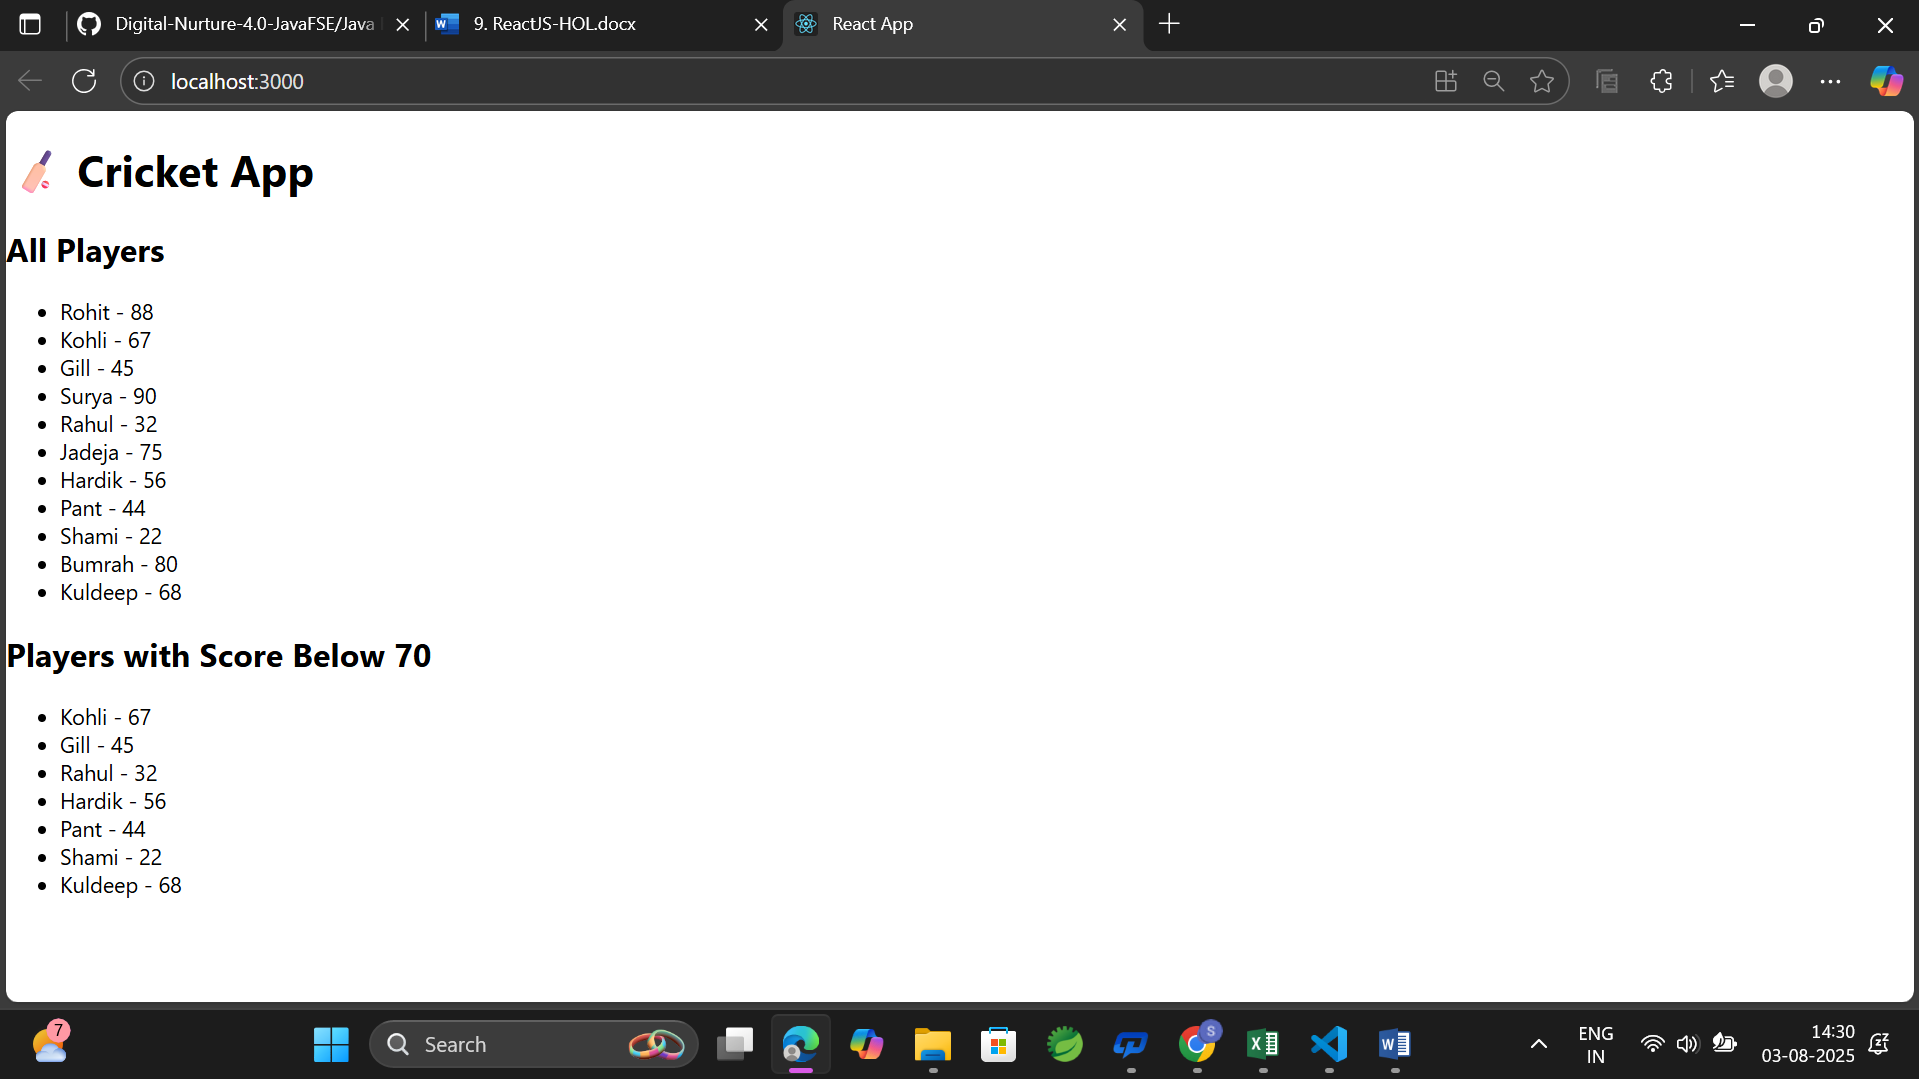 Digital-Nurture-4.0-JavaFSE/Java
9. ReactJS-HOL.docx
React App
localhost:3000
Cricket App
All Players
Rohit - 88
Kohli - 67
Gill - 45
Surya - 90
Rahul - 32
Jadeja - 75
Hardik - 56
Pant - 44
Shami - 22
Bumrah - 80
Kuldeep - 68
Players with Score Below 70
Kohli - 67
Gill - 45
Rahul - 32
Hardik - 56
Pant - 44
Shami - 22
Kuldeep - 68
7
Search
S
ENG
IN
14:30
03-08-2025